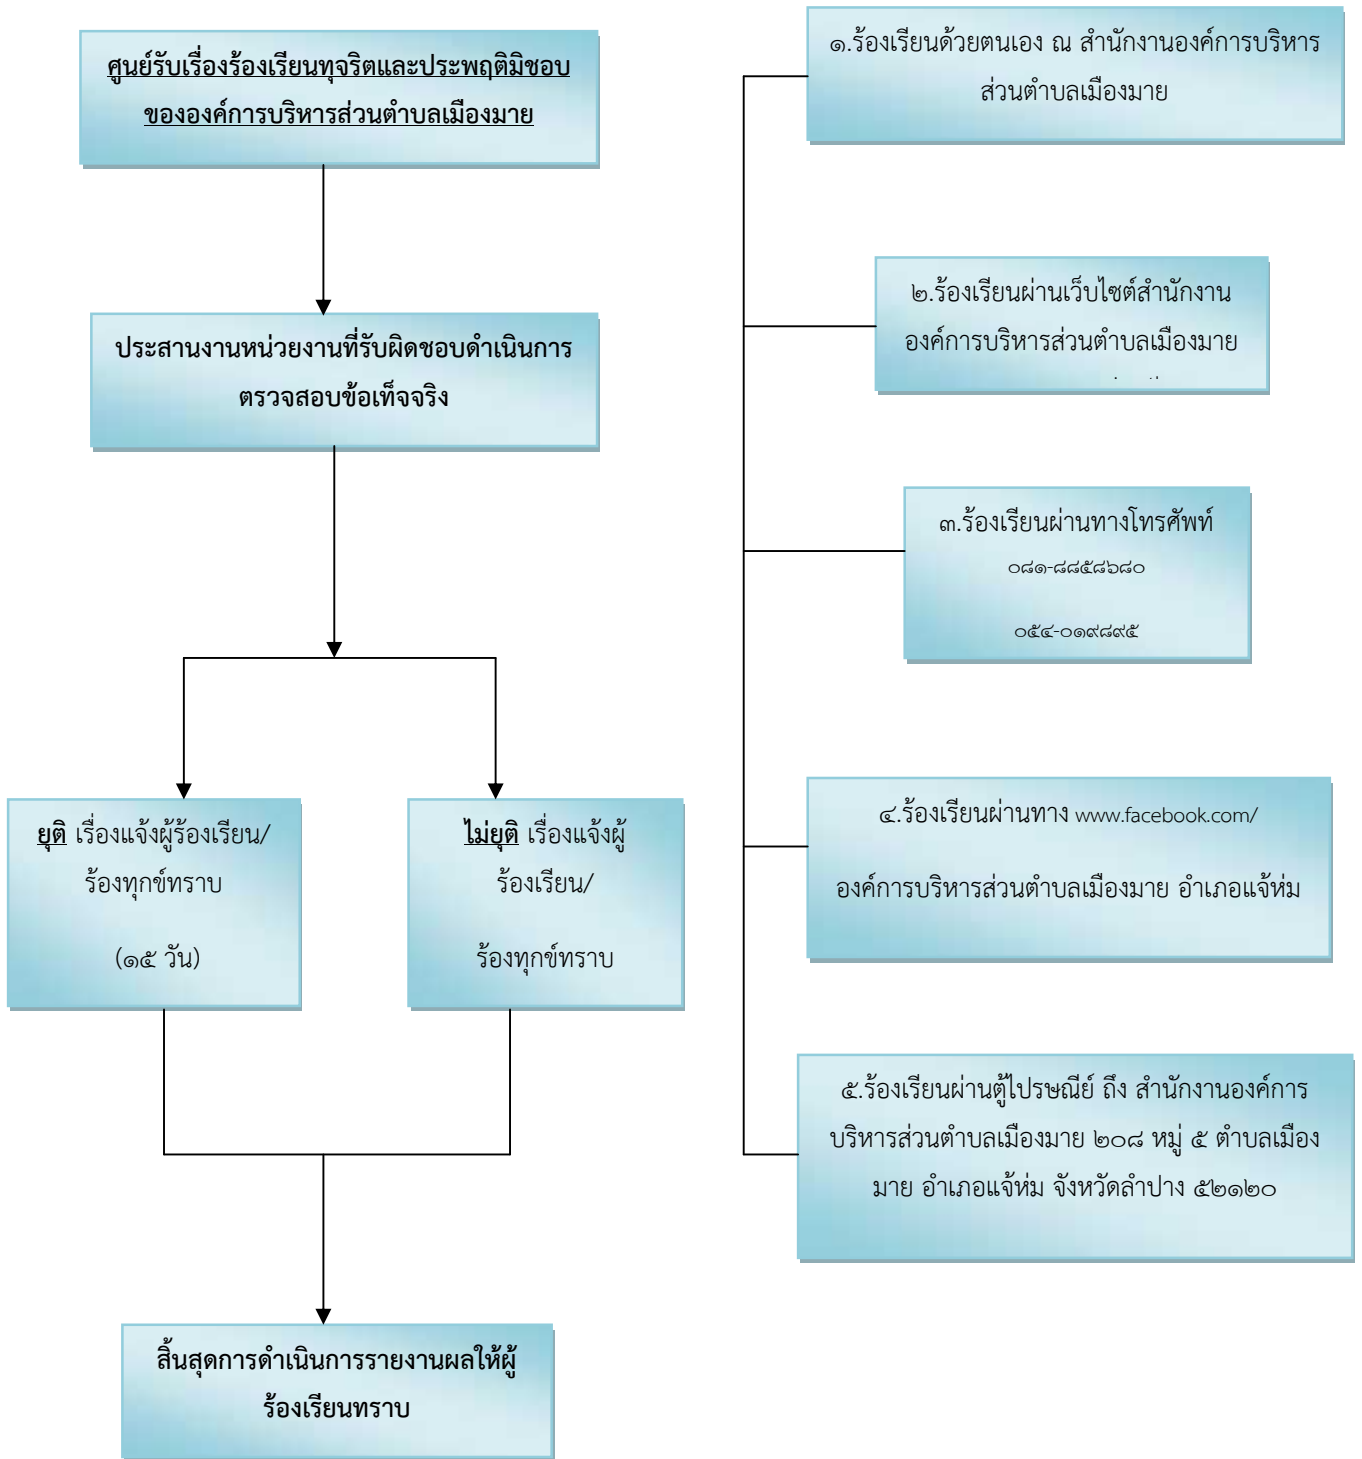 ศูนย์รับเรื่องร้องเรียนทุจริตและประพฤติมิชอบ
ขององค์การบริหารส่วนตำบลเมืองมาย
ประสานงานหน่วยงานที่รับผิดชอบดำเนินการ
ตรวจสอบข้อเท็จจริง
ยุติ เรื่องแจ้งผู้ร้องเรียน/
ร้องทุกข์ทราบ
(๑๕ วัน)
ไม่ยุติ เรื่องแจ้งผู้
ร้องเรียน/
ร้องทุกข์ทราบ
สิ้นสุดการดำเนินการรายงานผลให้ผู้
ร้องเรียนทราบ
๑.ร้องเรียนด้วยตนเอง ณ สำนักงานองค์การบริหาร
ส่วนตำบลเมืองมาย
๒.ร้องเรียนผ่านเว็บไซต์สำนักงาน
องค์การบริหารส่วนตำบลเมืองมาย
๓.ร้องเรียนผ่านทางโทรศัพท์
๐๘๑-๘๘๕๘๖๘๐
๐๕๔-๐๑๙๘๙๕
๔.ร้องเรียนผ่านทาง www.facebook.com/
องค์การบริหารส่วนตำบลเมืองมาย อำเภอแจ้ห่ม
๕.ร้องเรียนผ่านตู้ไปรษณีย์ ถึง สำนักงานองค์การ
บริหารส่วนตำบลเมืองมาย ๒๐๘ หมู่ ๕ ตำบลเมือง
มาย อำเภอแจ้ห่ม จังหวัดลำปาง ๕๒๑๒๐